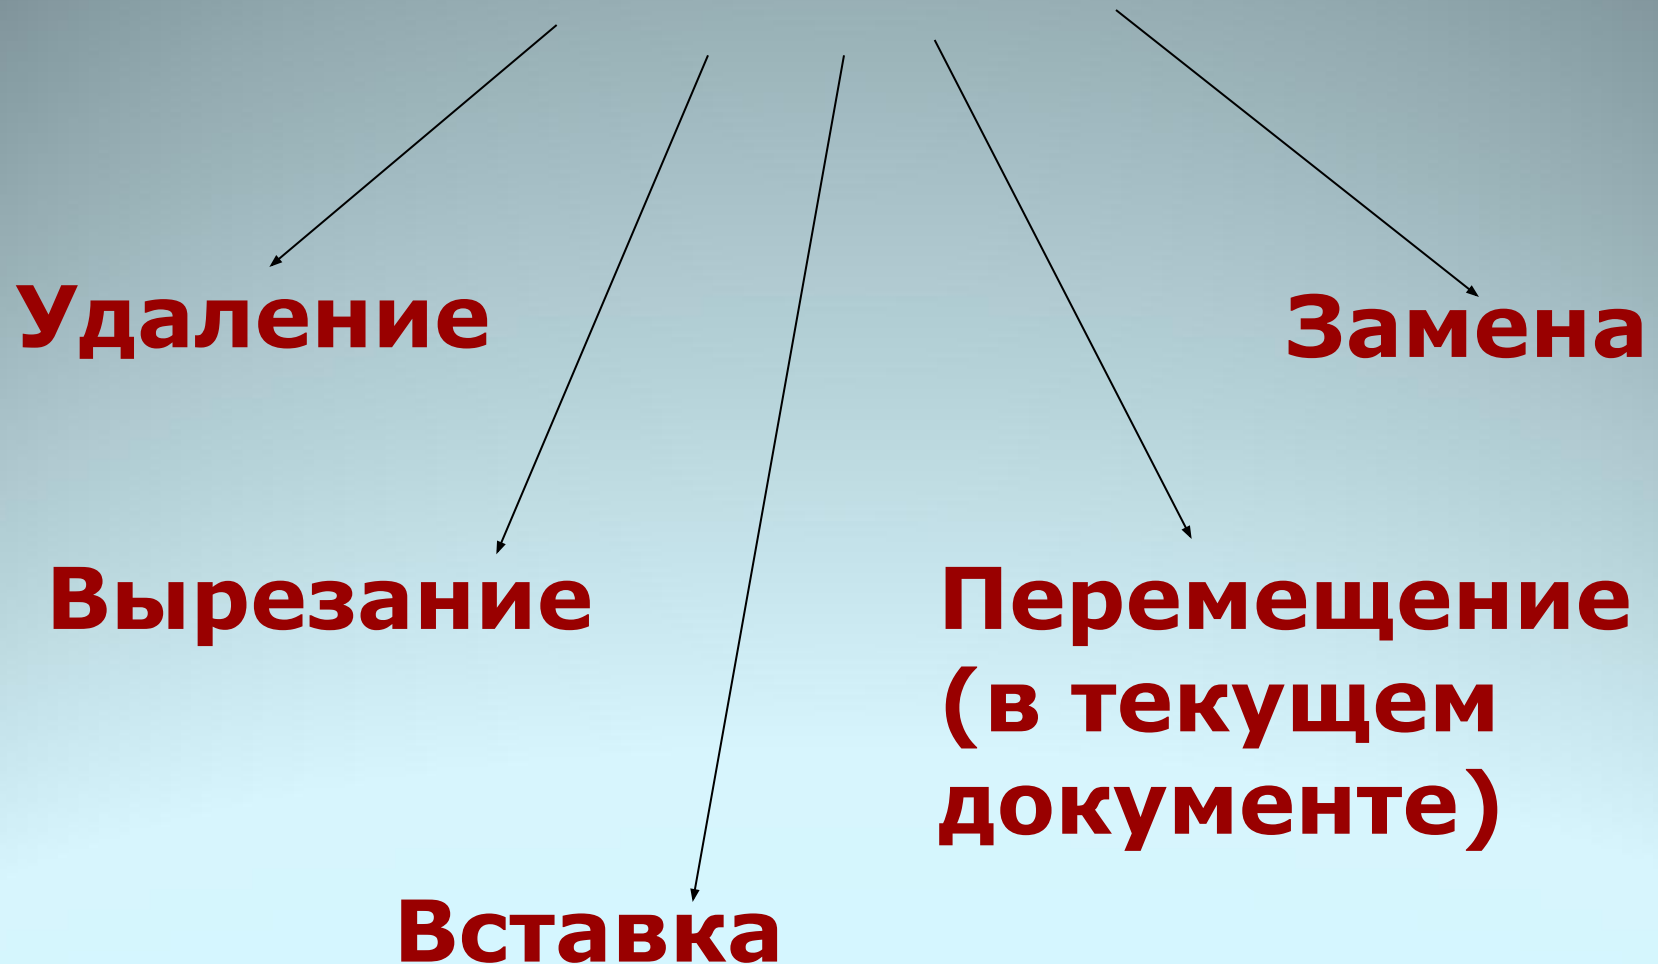 Удаление
Замена
Вырезание
Перемещение
(в текущем
документе)
Вставка